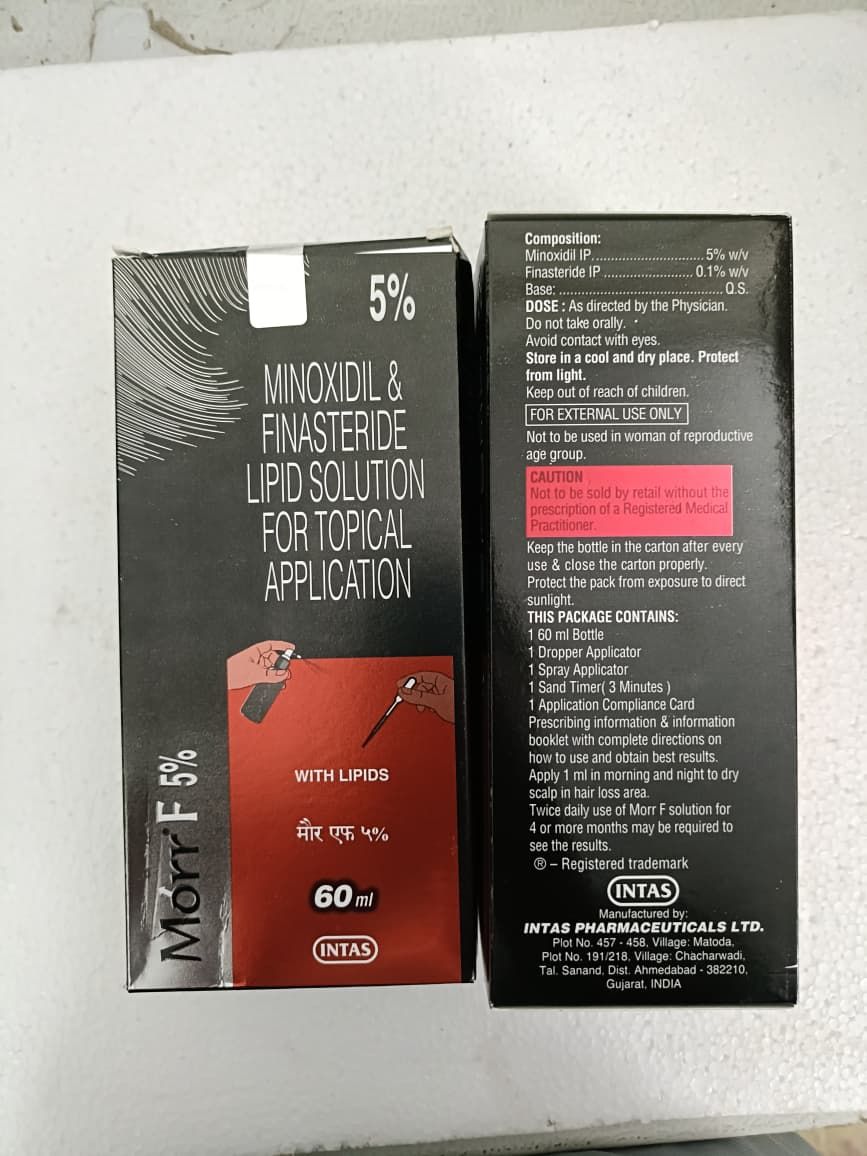 5%
MINOXIDIL &
FINASTERIDE
LIPID SOLUTION
FOR TOPICAL
APPLICATION
WITH LIPIDS
मौर एफ ५%
60 ml
INTAS
Morr F 5%
Composition:
Minoxidil IP.............................. 5% w/v
Finasteride IP ........................ 0.1% w/v
Base: ............................................ Q.S.
DOSE : As directed by the Physician.
Do not take orally.
Avoid contact with eyes.
Store in a cool and dry place. Protect
from light.
Keep out of reach of children.
FOR EXTERNAL USE ONLY
Not to be used in woman of reproductive
age group.
CAUTION
Not to be sold by retail without the
prescription of a Registered Medical
Practitioner.
Keep the bottle in the carton after every
use & close the carton properly.
Protect the pack from exposure to direct
sunlight.
THIS PACKAGE CONTAINS:
1 60 ml Bottle
1 Dropper Applicator
1 Spray Applicator
1 Sand Timer( 3 Minutes )
1 Application Compliance Card
Prescribing information & information
booklet with complete directions on
how to use and obtain best results.
Apply 1 ml in morning and night to dry
scalp in hair loss area.
Twice daily use of Morr F solution for
4 or more months may be required to
see the results.
® – Registered trademark
INTAS
Manufactured by:
INTAS PHARMACEUTICALS LTD.
Plot No. 457 - 458, Village: Matoda,
Plot No. 191/218, Village: Chacharwadi,
Tal. Sanand, Dist. Ahmedabad - 382210,
Gujarat, INDIA